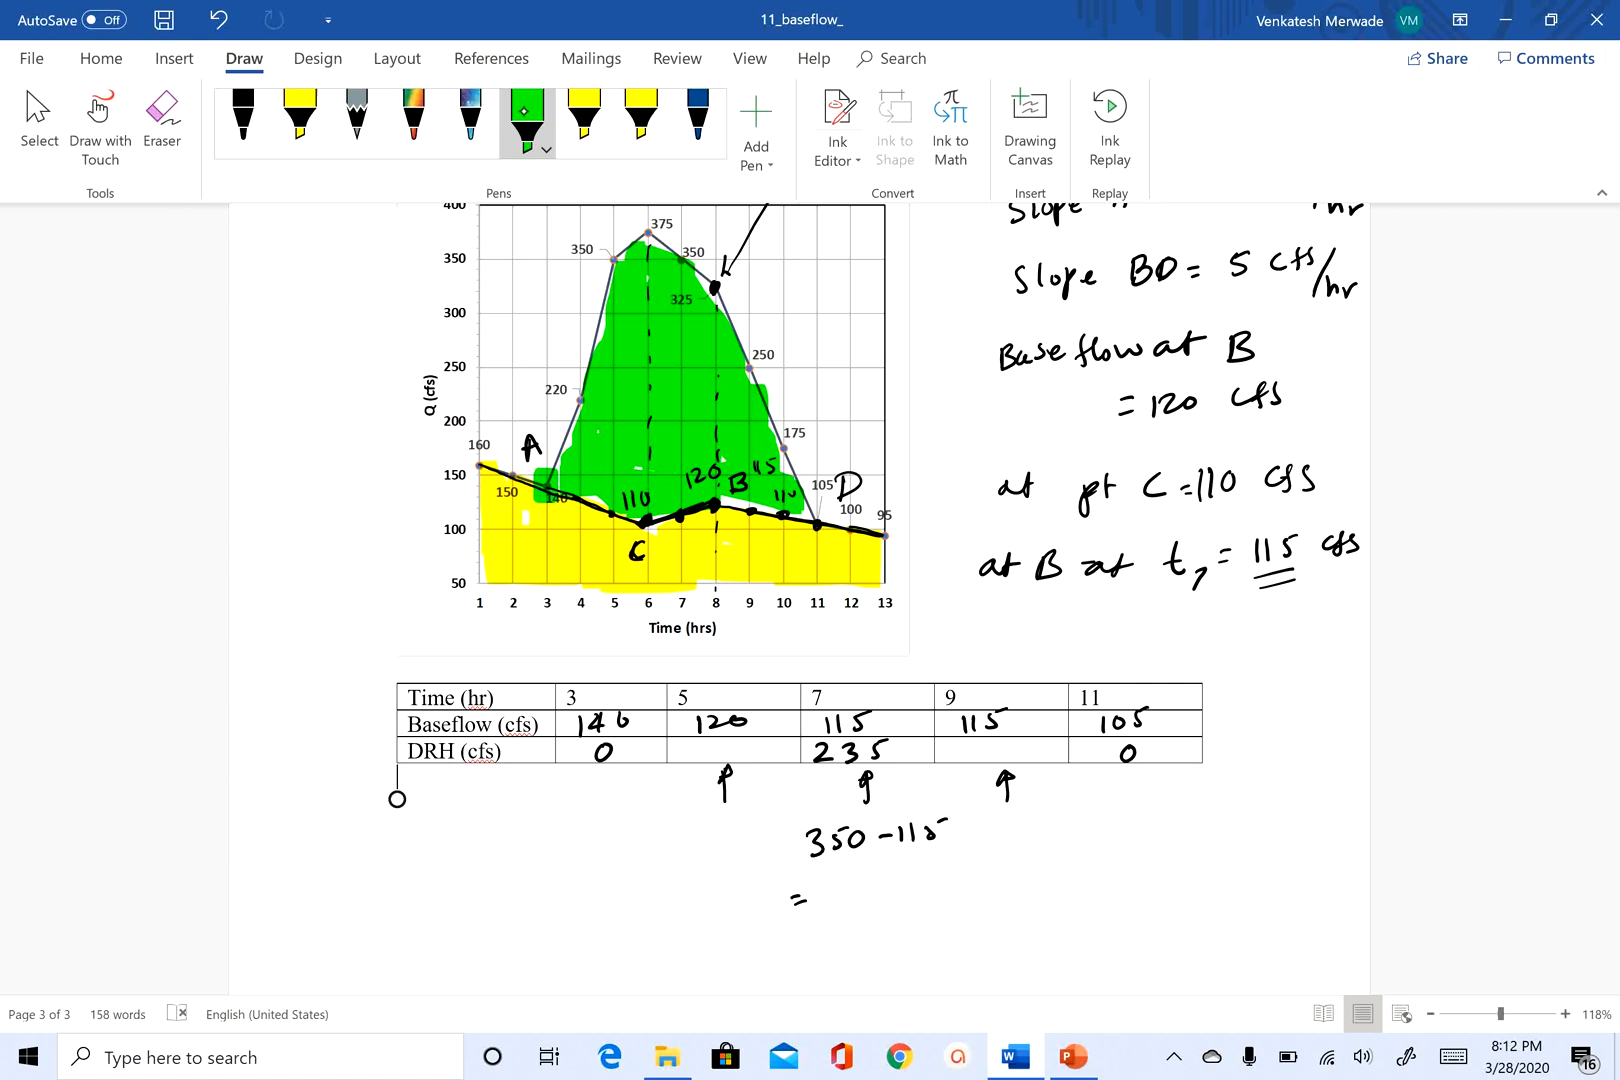 AutoSave Off
11_baseflow_
Venkatesh Merwade VM
File Home Insert Draw Design Layout References Mailings Review View Help Search
Share Comments
Select
Draw with Touch
Eraser
Add Pen
Ink Editor
Ink to Shape
Ink to Math
Drawing Canvas
Ink Replay
Tools
Pens
Convert
Insert
Replay
400
350
300
250
200
150
100
50
Q (cfs)
1 2 3 4 5 6 7 8 9 10 11 12 13
Time (hrs)
160
150
140
220
350
375
350
325
250
175
105
100
95
A
110
C
120
B
115
110
D
Slope
/hr
Slope BD = 5 cfs/hr
Baseflow at B
= 120 cfs
at pt C = 110 cfs
at B at t7 = 115 cfs
Time (hr) 3 5 7 9 11
Baseflow (cfs) 140 120 115 115 105
DRH (cfs) 0 235 0
350 - 115
=
Page 3 of 3 158 words English (United States)
118%
Type here to search
8:12 PM
3/28/2020
16